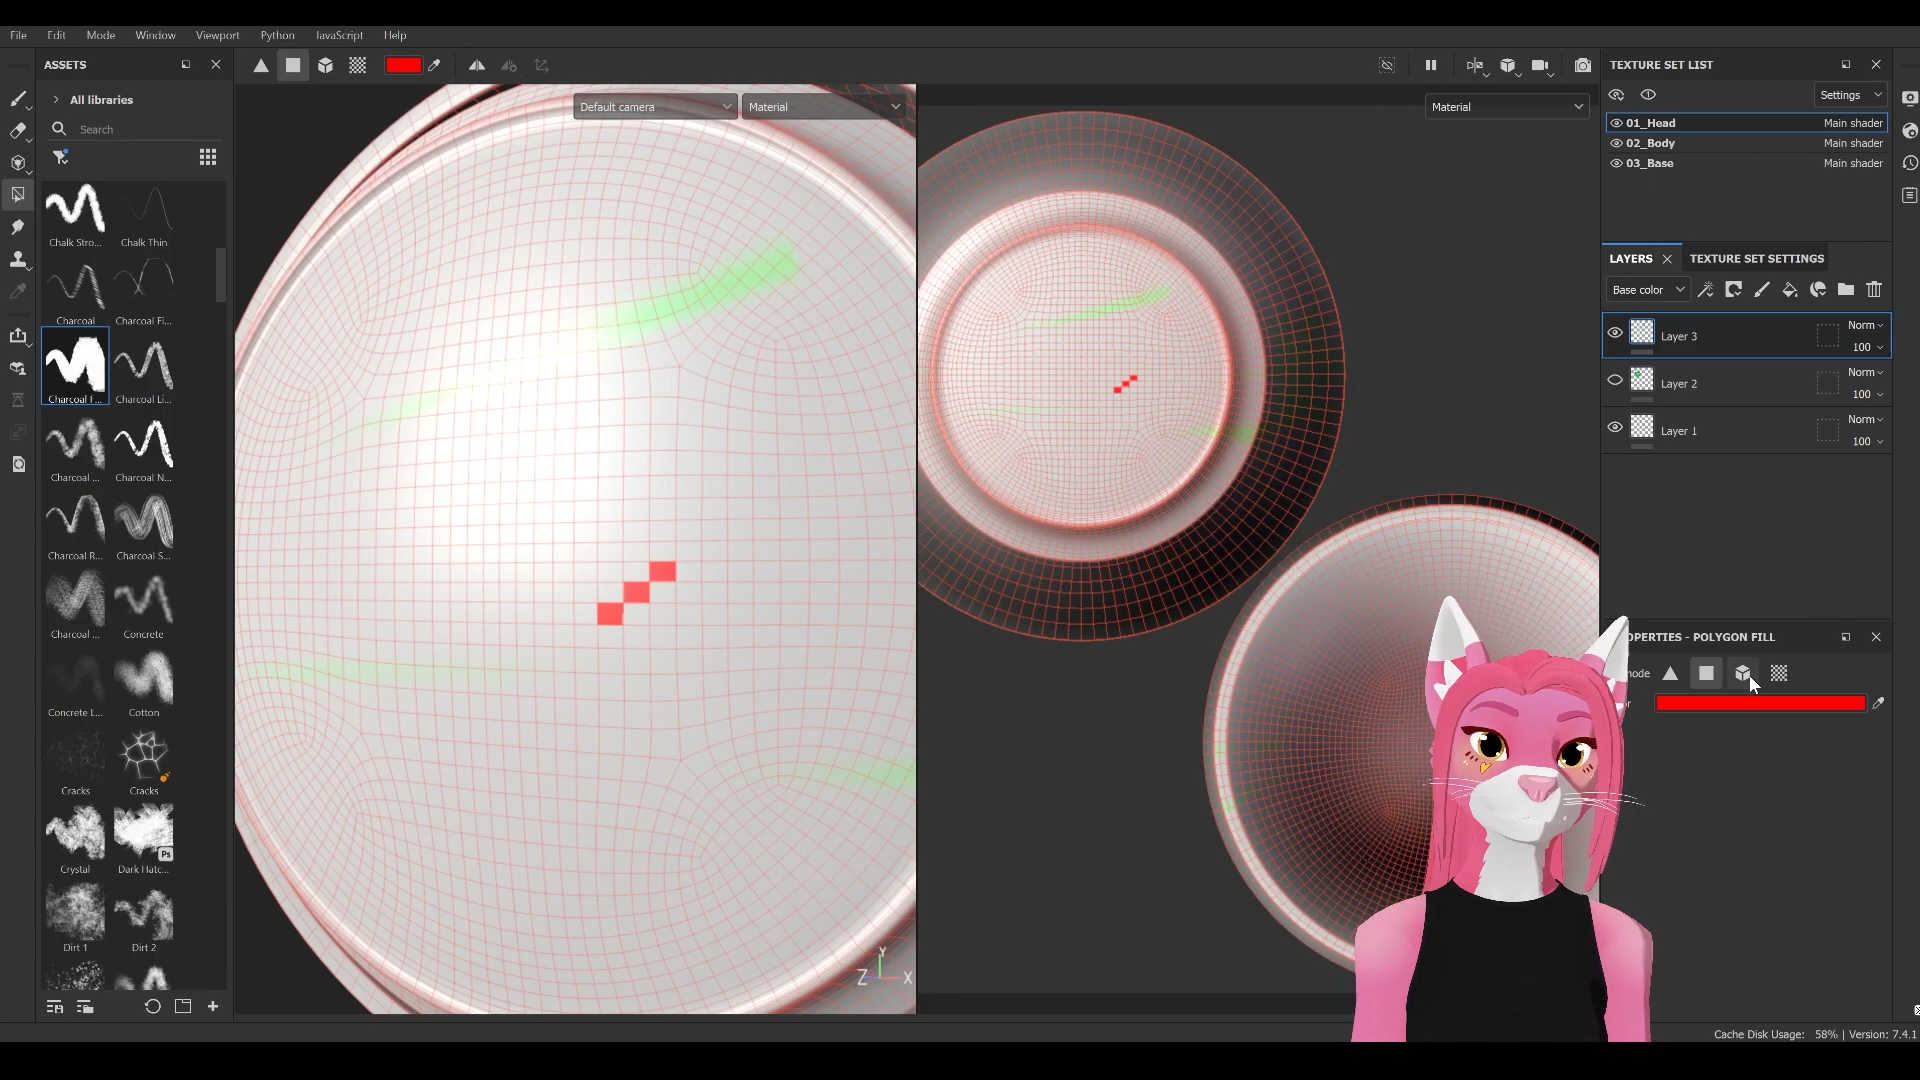 File Edit Mode Window Viewport Python JavaScript Help
ASSETS
All libraries
Search
Chalk Stro... Chalk Thin
Charcoal Charcoal Fi...
Charcoal F... Charcoal Li...
Charcoal ... Charcoal N...
Charcoal R... Charcoal S...
Charcoal ... Concrete
Concrete L... Cotton
Cracks Cracks
Ps
Crystal Dark Hatc...
Dirt 1 Dirt 2
Default camera Material
Y
Z X
Material
TEXTURE SET LIST
Settings
01_Head Main shader
02_Body Main shader
03_Base Main shader
LAYERS TEXTURE SET SETTINGS
Base color
Layer 3 Norm
100
Layer 2 Norm
100
Layer 1 Norm
100
OPERTIES - POLYGON FILL
mode
Cache Disk Usage: 58% | Version: 7.4.1